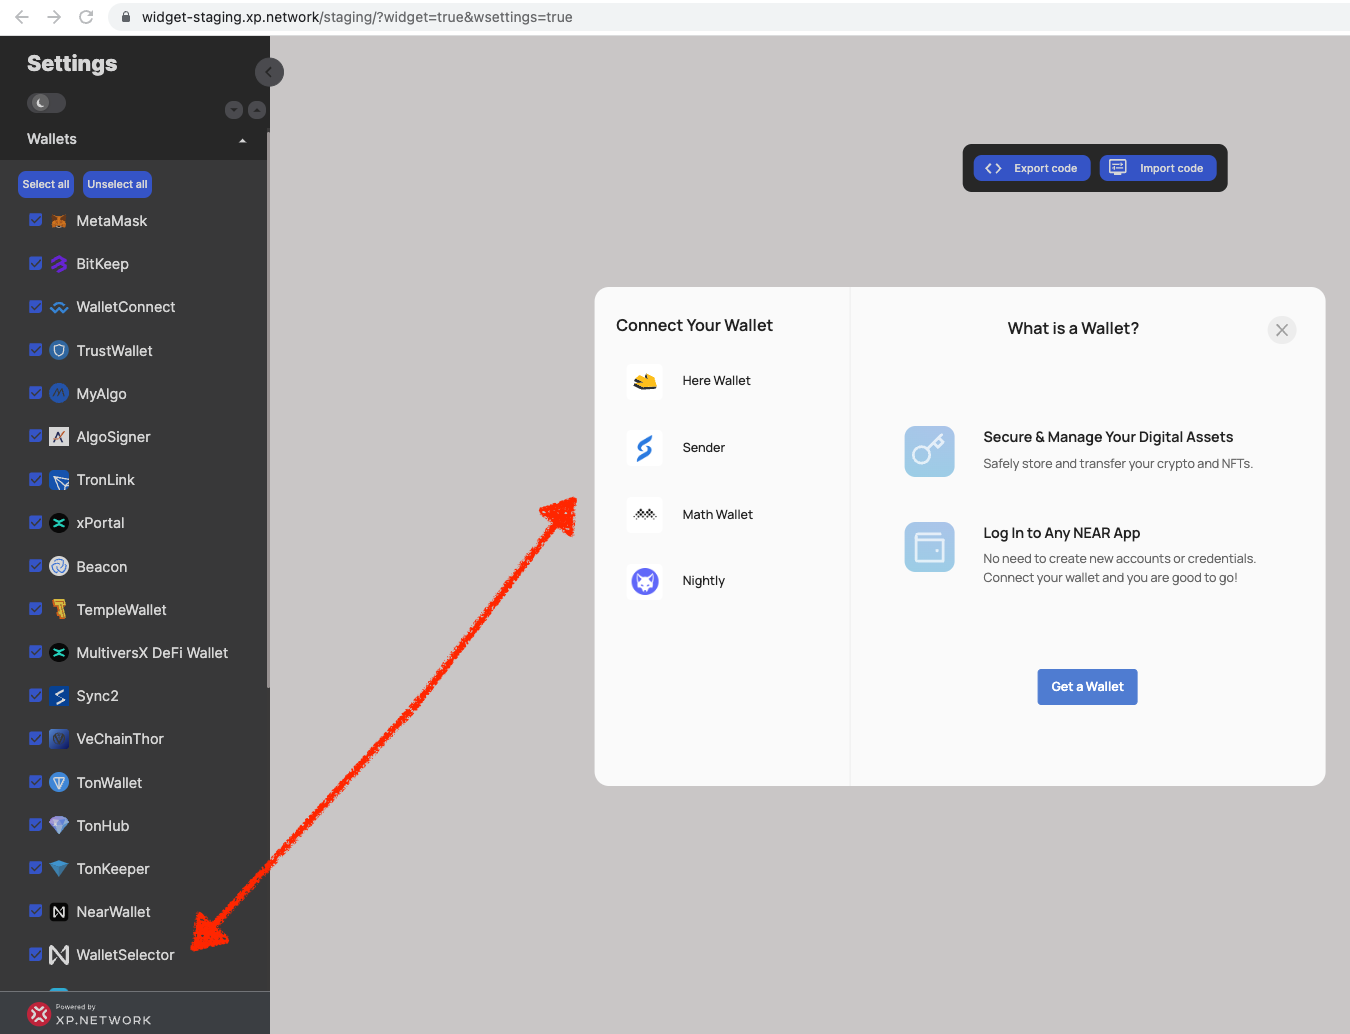 widget-staging.xp.network/staging/?widget=true&wsettings=true
Settings
Wallets
Select all
Unselect all
MetaMask
BitKeep
WalletConnect
TrustWallet
MyAlgo
AlgoSigner
TronLink
xPortal
Beacon
TempleWallet
MultiversX DeFi Wallet
Sync2
VeChainThor
TonWallet
TonHub
TonKeeper
NearWallet
WalletSelector
Powered by
XP.NETWORK
Export code
Import code
Connect Your Wallet
Here Wallet
Sender
Math Wallet
Nightly
What is a Wallet?
Secure & Manage Your Digital Assets
Safely store and transfer your crypto and NFTs.
Log In to Any NEAR App
No need to create new accounts or credentials.
Connect your wallet and you are good to go!
Get a Wallet